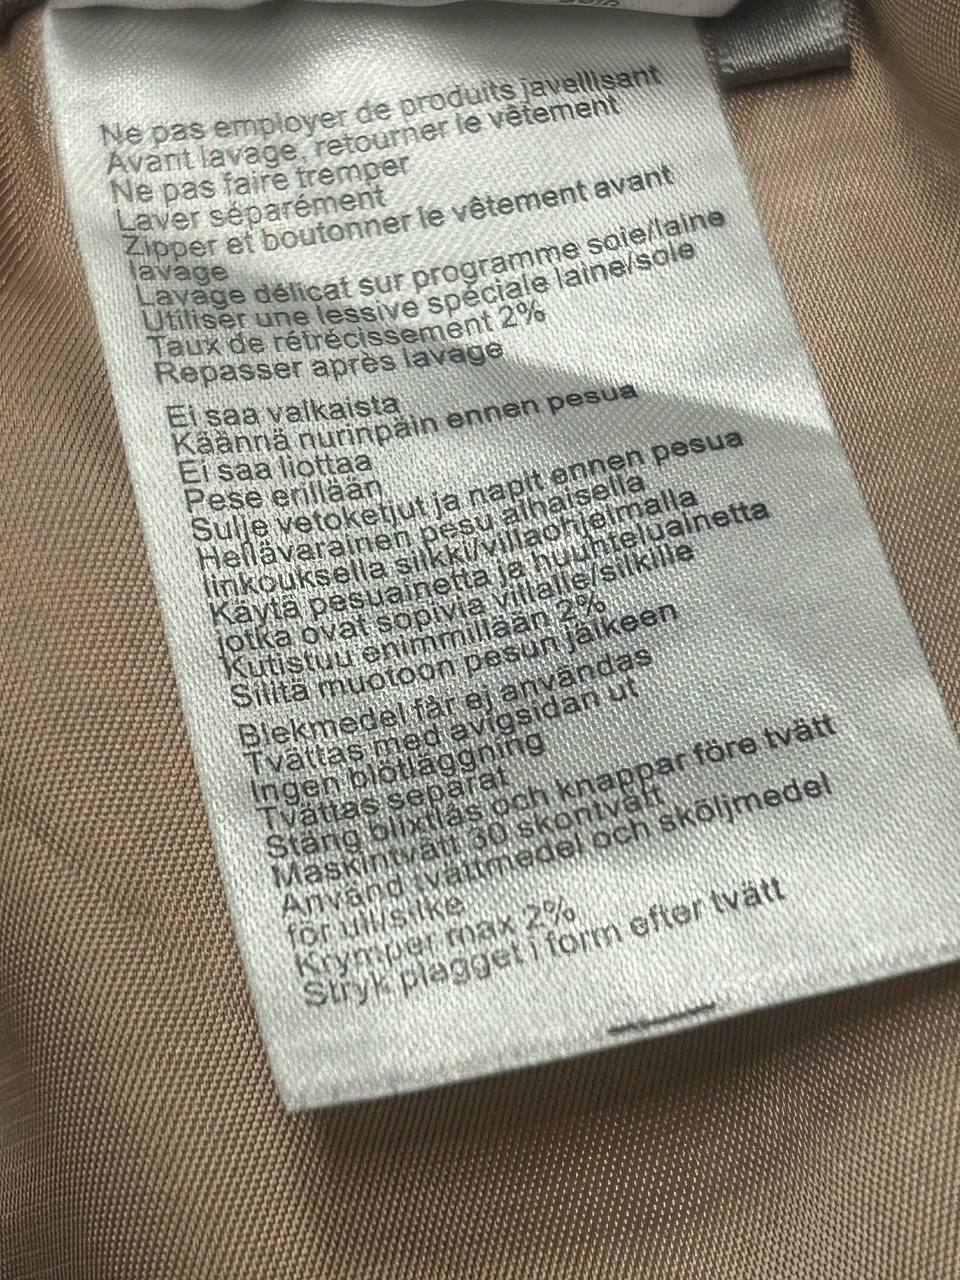 Ne pas employer de produits javellisant
Avant lavage, retourner le vêtement
Ne pas faire tremper
Laver séparément
Zipper et boutonner le vêtement avant
lavage
Lavage délicat sur programme soie/laine
Utiliser une lessive spéciale laine/soie
Taux de rétrécissement 2%
Repasser après lavage
Ei saa valkaista
Käännä nurinpäin ennen pesua
Ei saa liottaa
Pese erillään
Sulje vetoketjut ja napit ennen pesua
Hellävarainen pesu alhaisella
linkouksella silkki/villaohjelmalla
Käytä pesuainetta ja huuhteluainetta
jotka ovat sopivia villalle/silkille
Kutistuu enimmillään 2%
Silitä muotoon pesun jälkeen
Blekmedel får ej användas
Tvättas med avigsidan ut
Ingen blötläggning
Tvättas separat
Stäng blixtlås och knappar före tvätt
Maskintvätt 30 skontvätt
Använd tvättmedel och sköljmedel
för ull/silke
Krymper max 2%
Stryk plagget i form efter tvätt